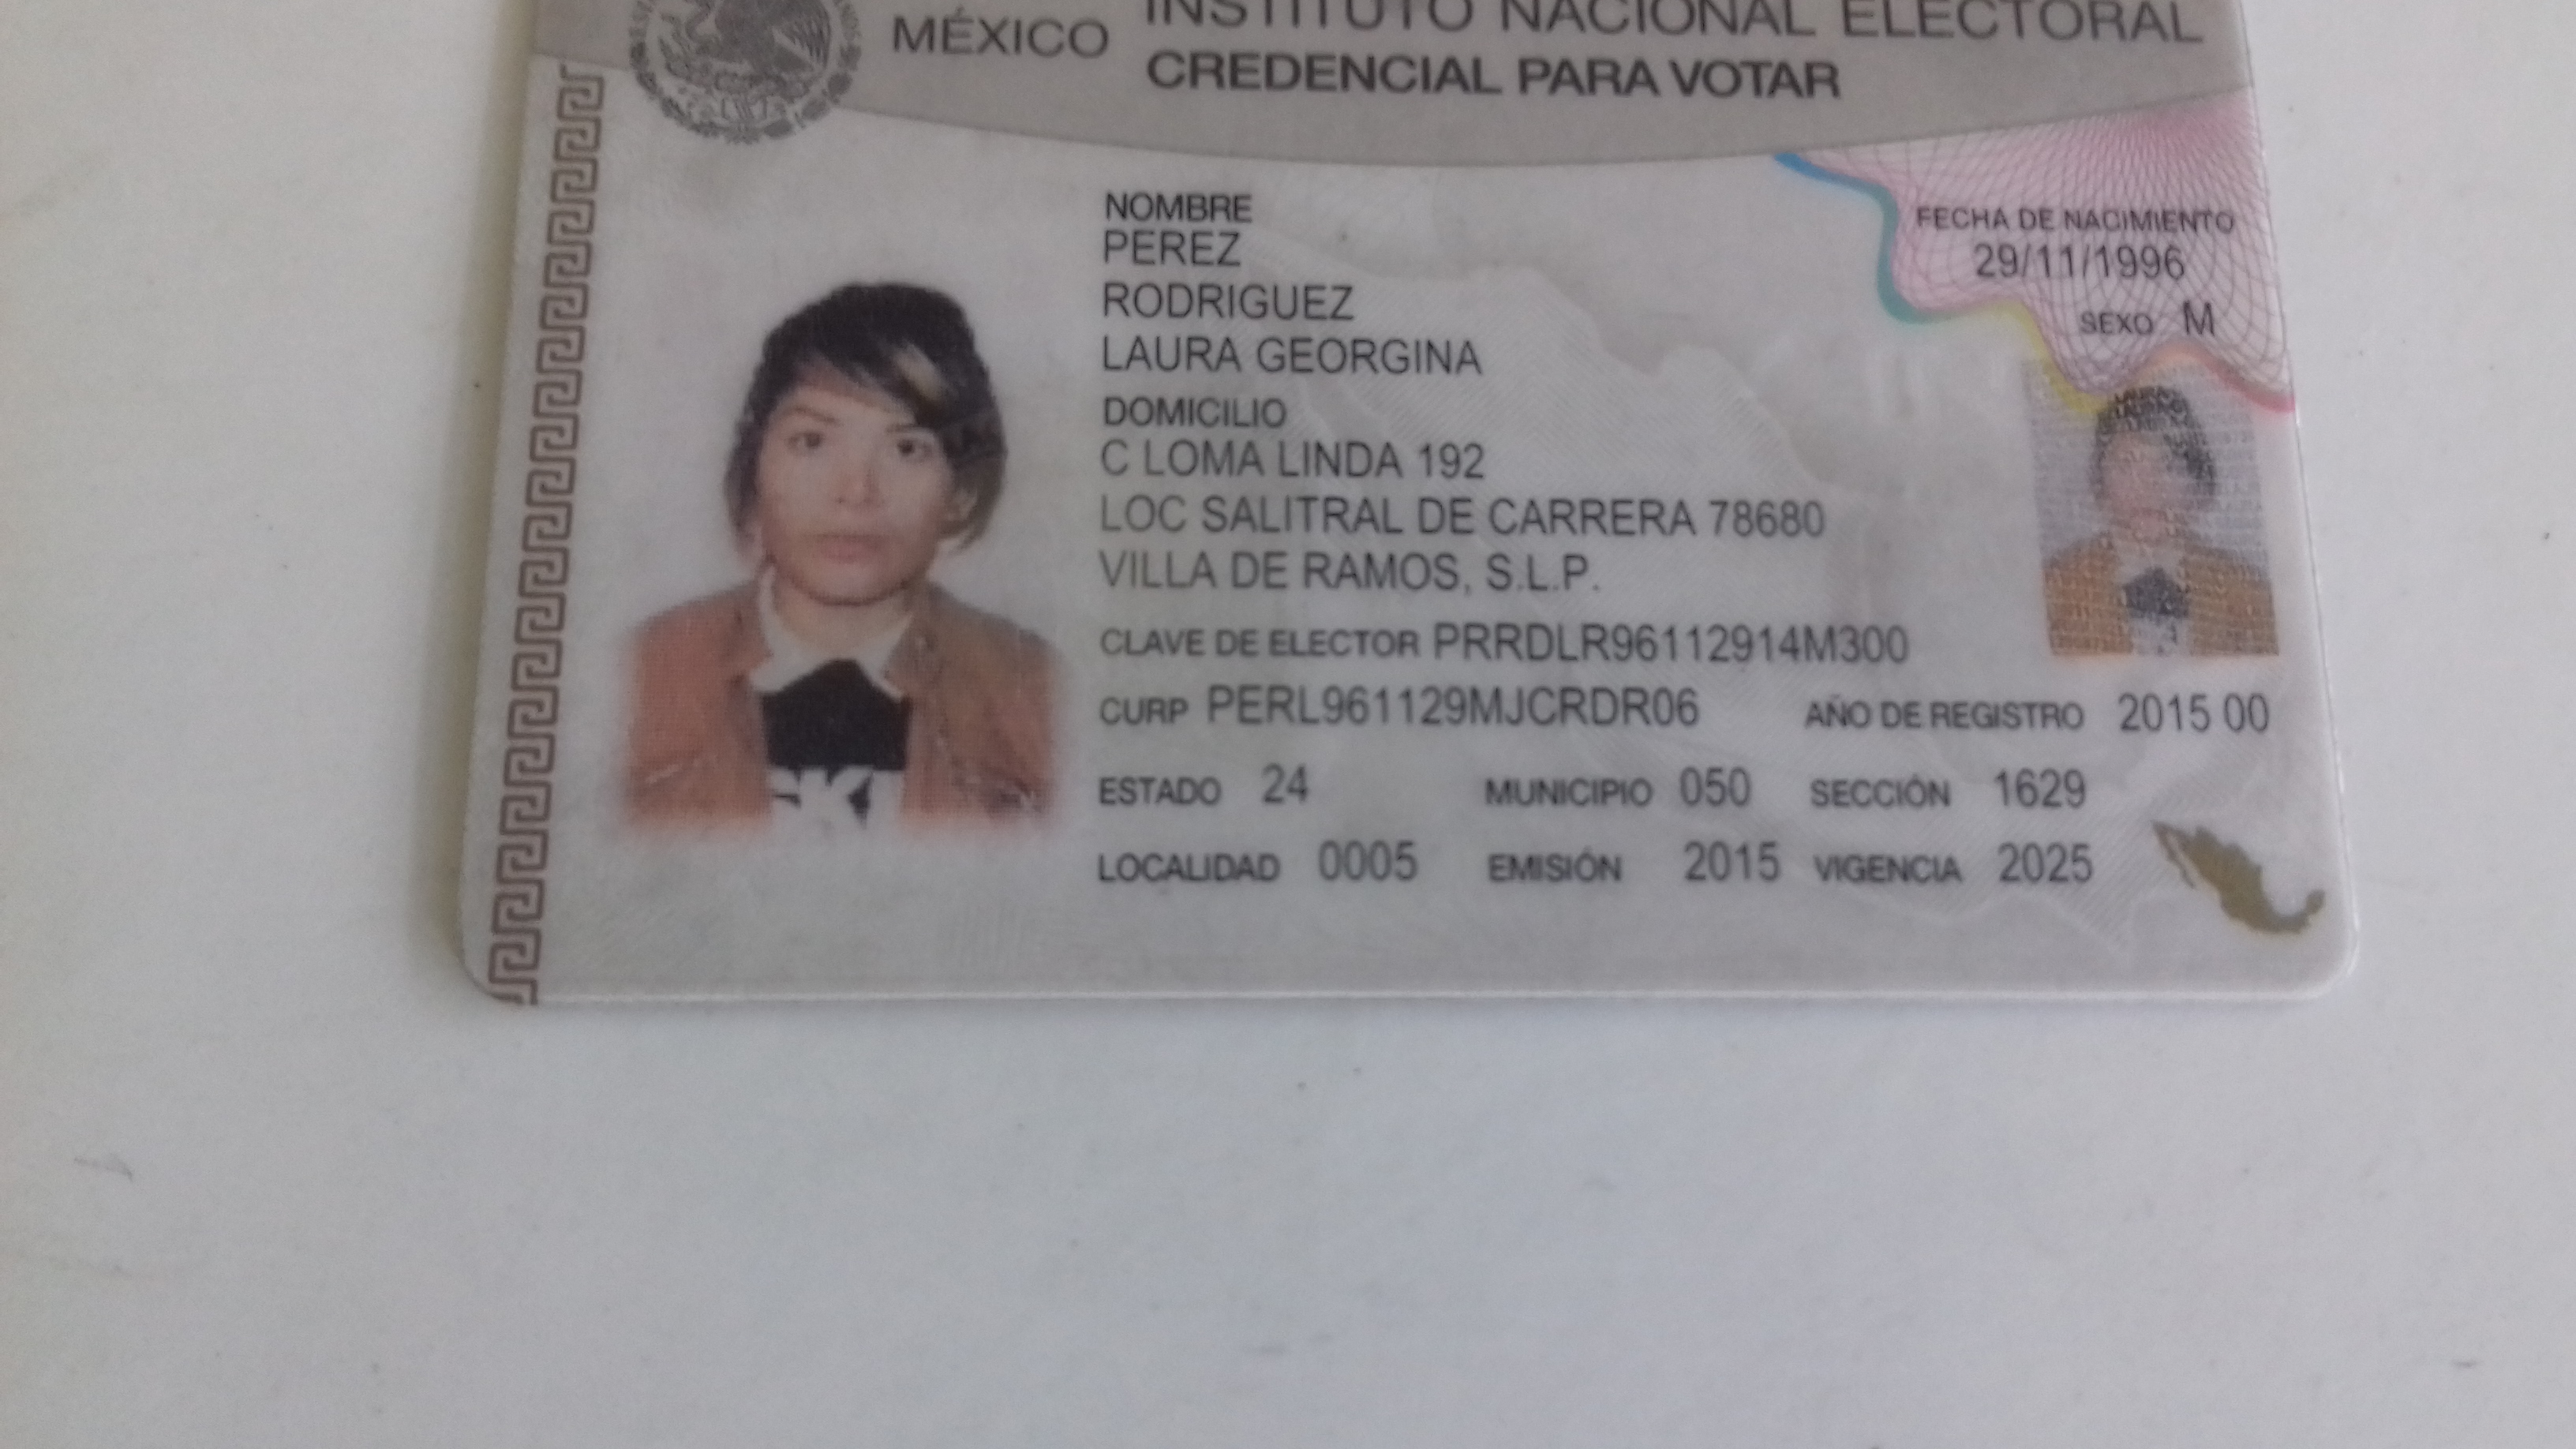 MÉXICO
INSTITUTO NACIONAL ELECTORAL
CREDENCIAL PARA VOTAR
NOMBRE
PEREZ
RODRIGUEZ
LAURA GEORGINA
FECHA DE NACIMIENTO
29/11/1996
SEXO M
DOMICILIO
C LOMA LINDA 192
LOC SALITRAL DE CARRERA 78680
VILLA DE RAMOS, S.L.P.
CLAVE DE ELECTOR PRRDLR96112914M300
CURP PERL961129MJCRDR06 AÑO DE REGISTRO 2015 00
ESTADO 24 MUNICIPIO 050 SECCIÓN 1629
LOCALIDAD 0005 EMISIÓN 2015 VIGENCIA 2025